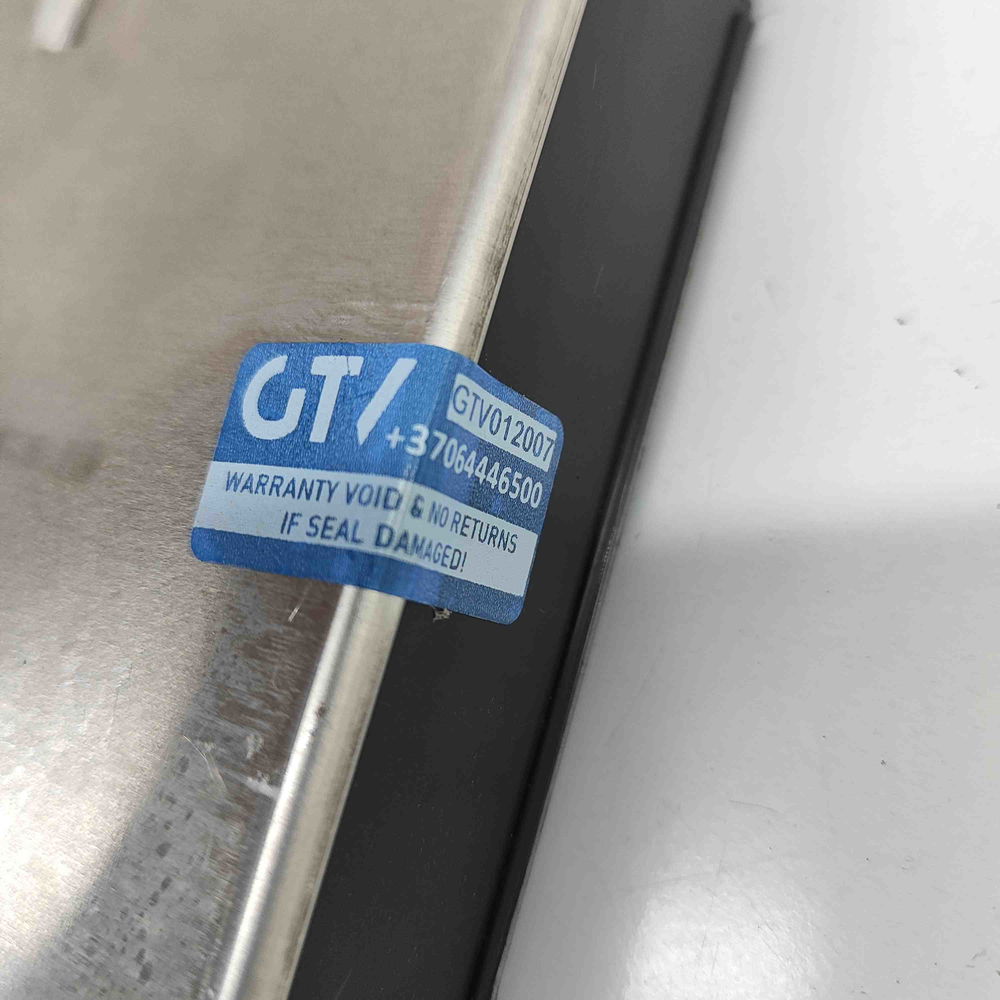 GTV
GTV012007
+37064446500
WARRANTY VOID & NO RETURNS
IF SEAL DAMAGED!